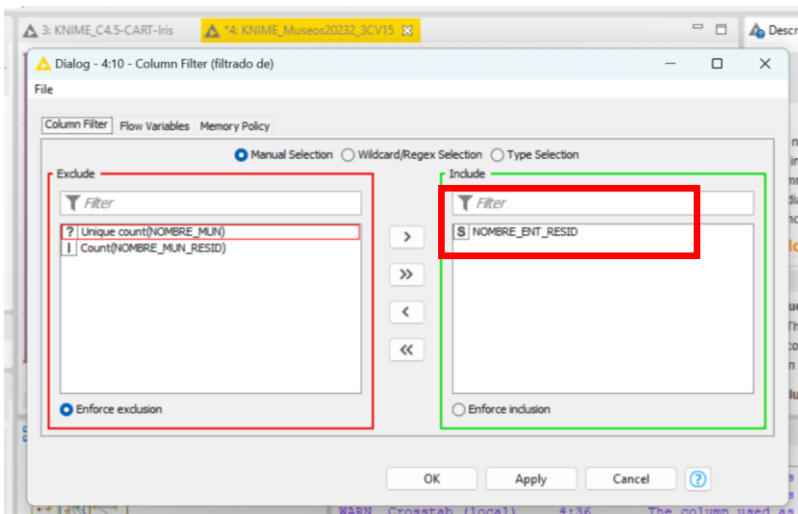 3: KNIME_C4.5-CART-Iris
*4: KNIME_Museos20232_3CV15
Descr
Dialog - 4:10 - Column Filter (filtrado de)
File
Column Filter Flow Variables Memory Policy
Manual Selection Wildcard/Regex Selection Type Selection
Exclude
Include
Filter
Filter
? Unique count(NOMBRE_MUN)
I Count(NOMBRE_MUN_RESID)
S NOMBRE_ENT_RESID
>
>>
<
<<
Enforce exclusion
Enforce inclusion
OK Apply Cancel ?
WARN Crosstab (local) 4:36 The column used as